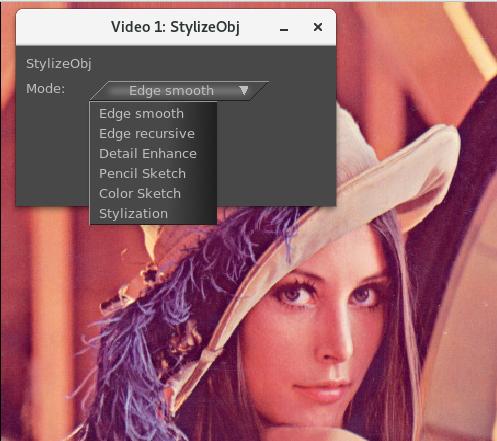 Video 1: StylizeObj
StylizeObj
Mode: Edge smooth
Edge smooth
Edge recursive
Detail Enhance
Pencil Sketch
Color Sketch
Stylization